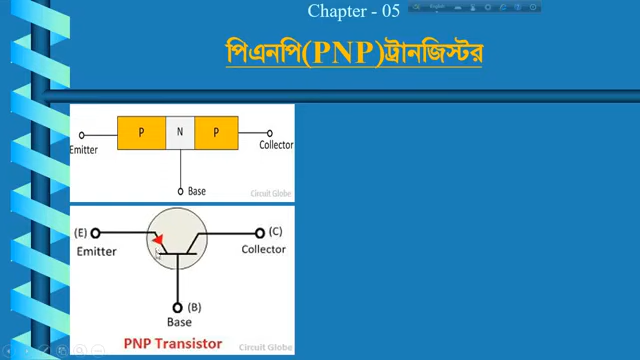 Chapter - 05
পিএনপি(PNP)ট্রানজিস্টর
P N P
Emitter
Collector
Base
Circuit Globe
(E) (C)
Emitter
Collector
(B)
Base
PNP Transistor
Circuit Globe